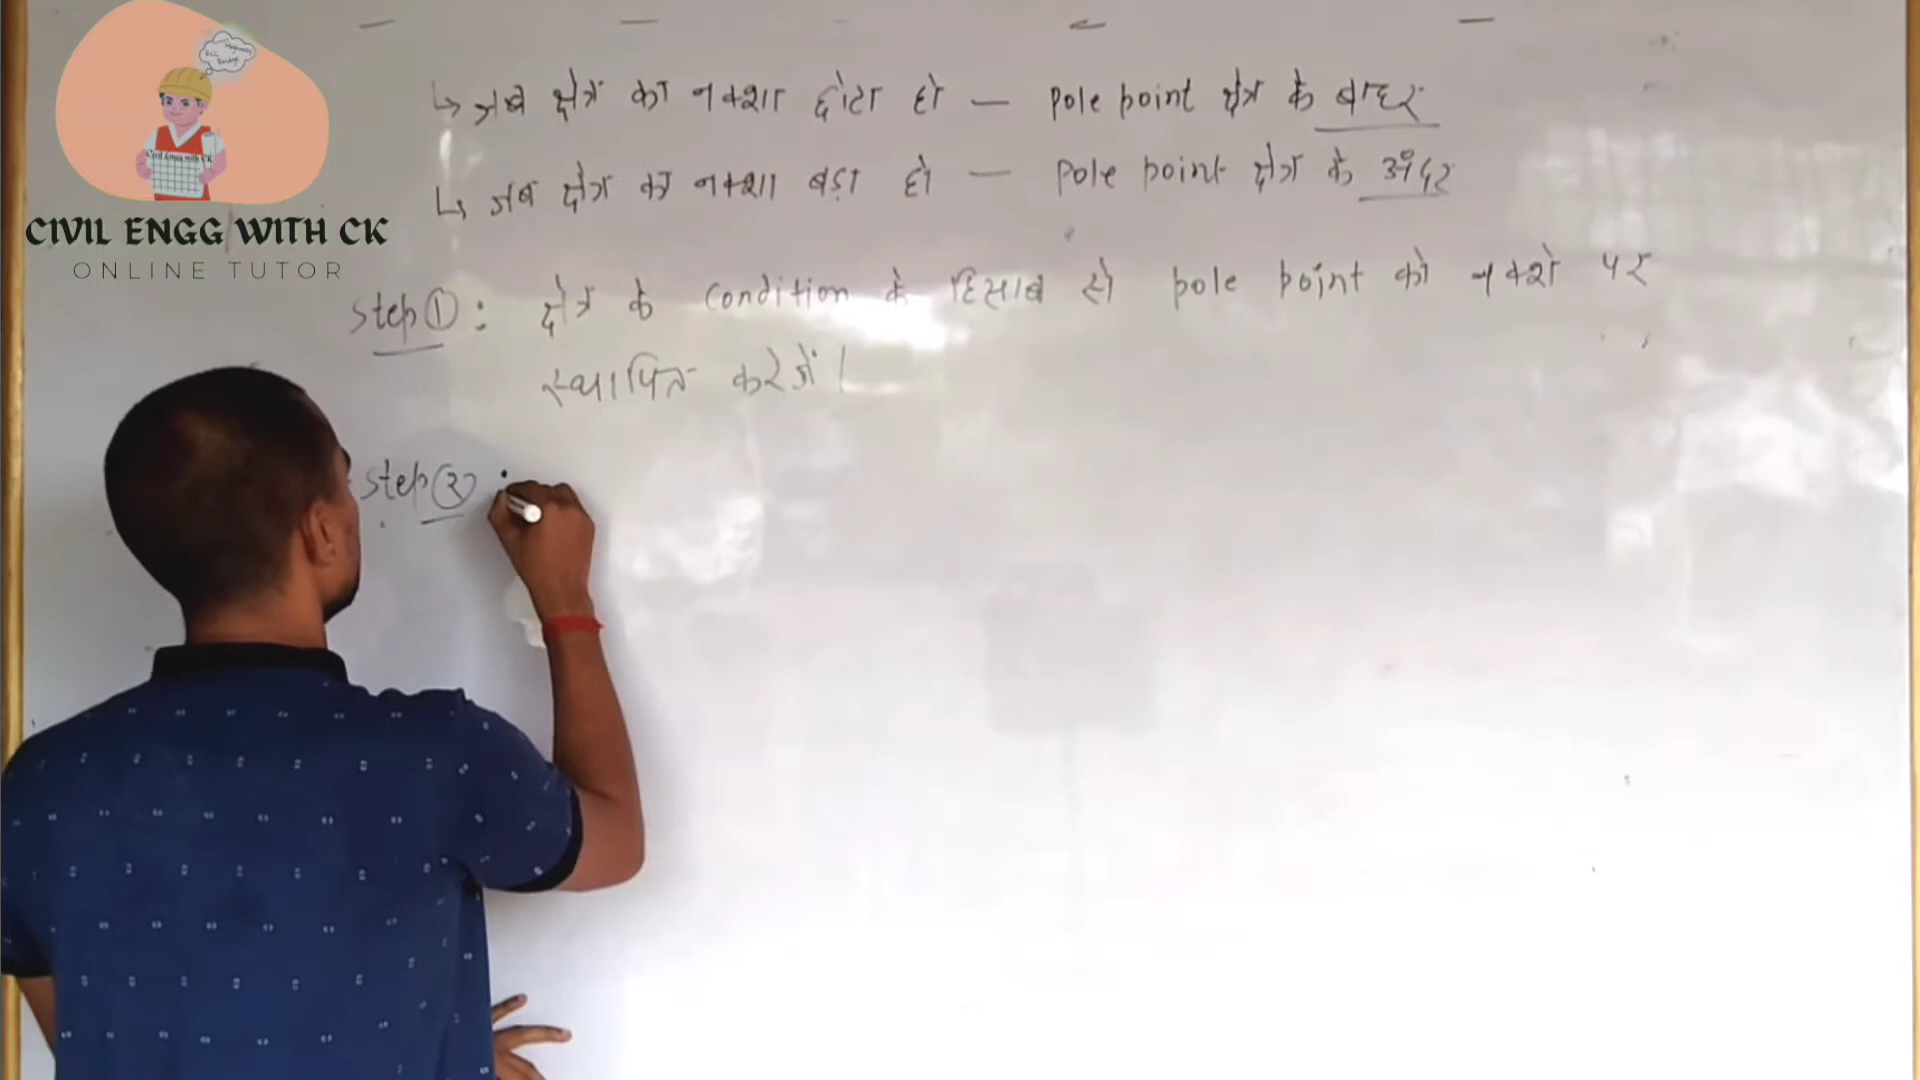 CIVIL ENGG WITH CK
ONLINE TUTOR
↳ जब क्षेत्र का नक्शा छोटा हो — Pole point क्षेत्र के बाहर
↳ जब क्षेत्र का नक्शा बड़ा हो — Pole point क्षेत्र के अंदर
Step ① : क्षेत्र के Condition के हिसाब से pole point को नक्शे पर
स्थापित करेगें।
Step ② :